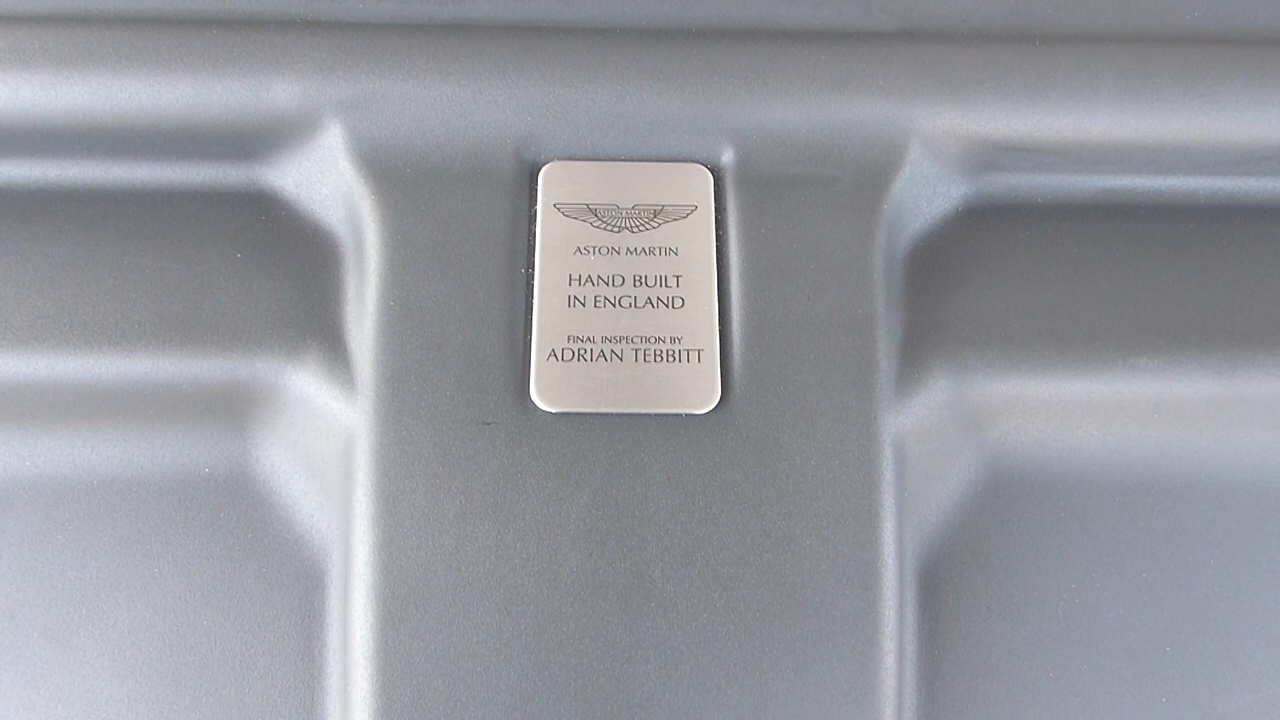 ASTON MARTIN
ASTON MARTIN
HAND BUILT
IN ENGLAND
FINAL INSPECTION BY
ADRIAN TEBBITT